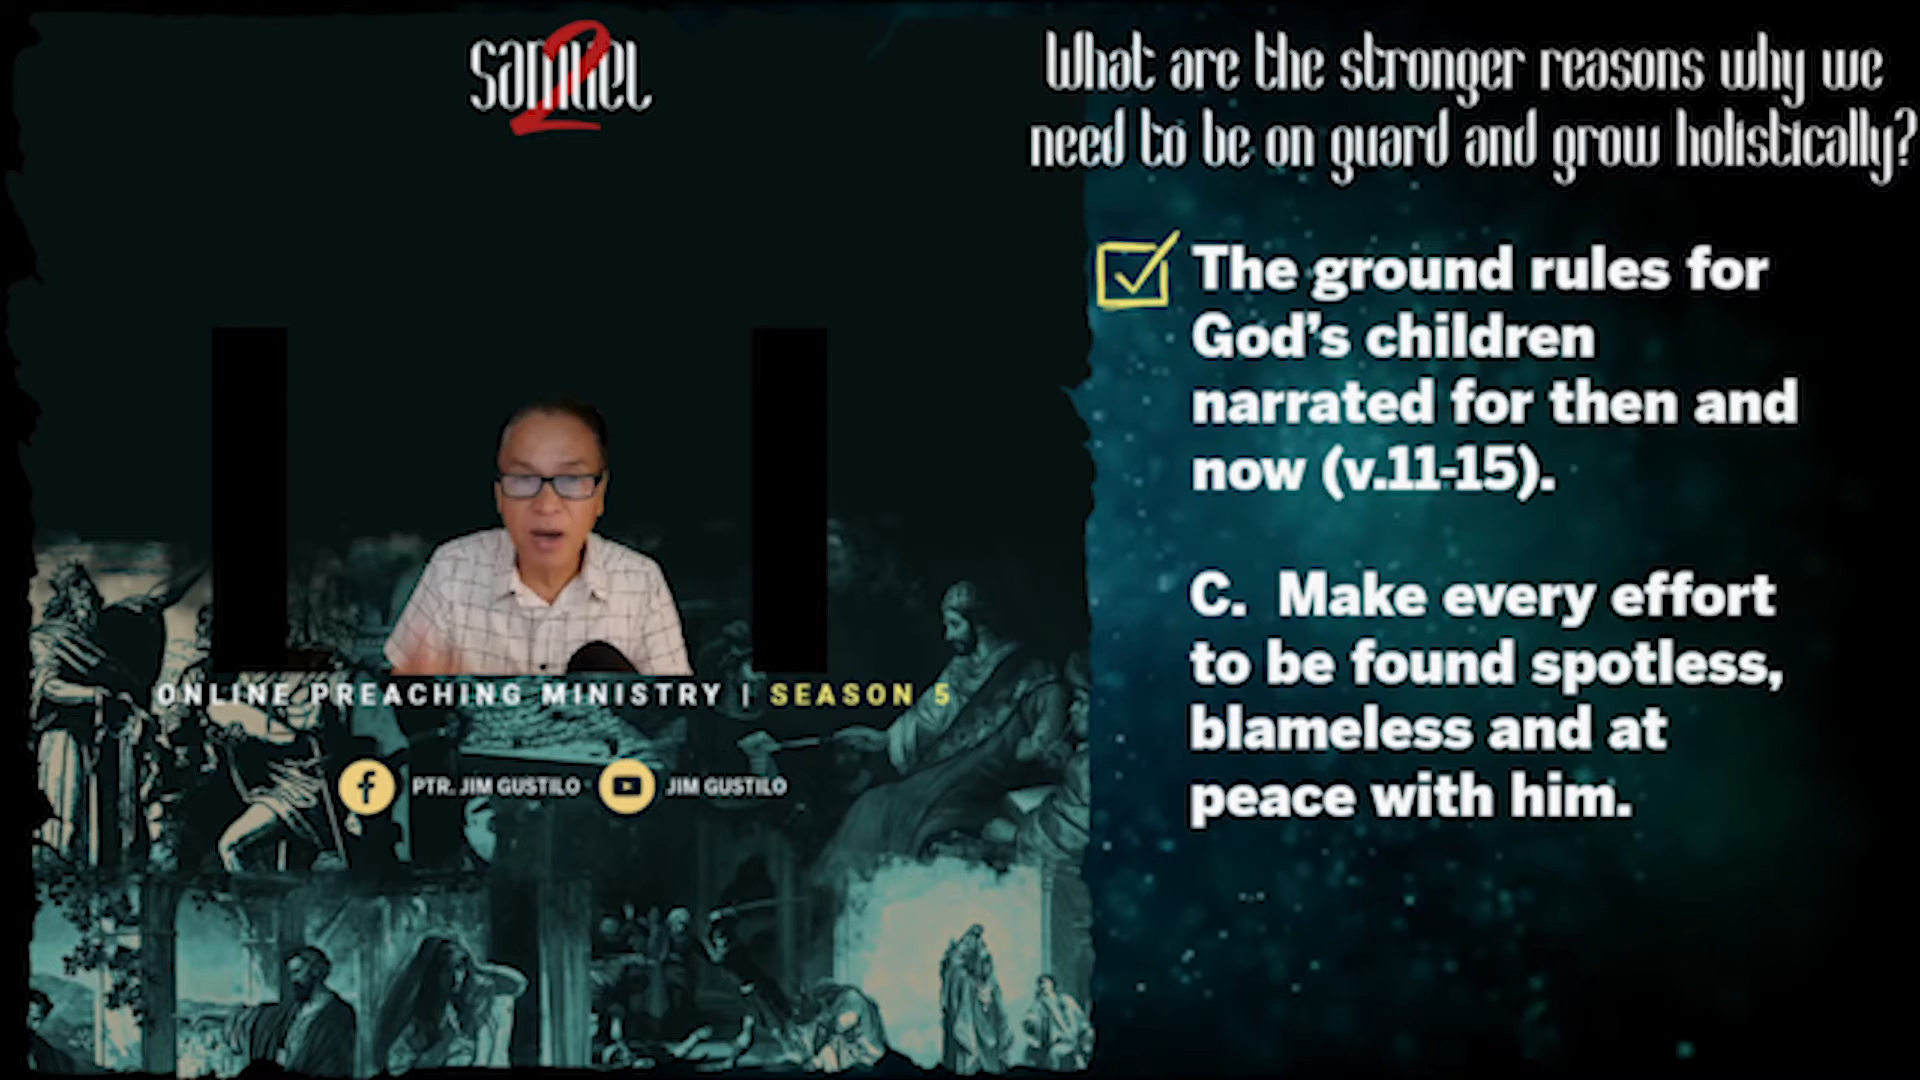 Samuel
2
ONLINE PREACHING MINISTRY | SEASON 5
PTR. JIM GUSTILO
JIM GUSTILO
What are the stronger reasons why we
need to be on guard and grow holistically?
The ground rules for
God’s children
narrated for then and
now (v.11-15).
C. Make every effort
to be found spotless,
blameless and at
peace with him.